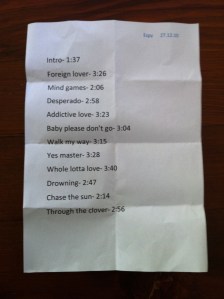 Intro- 1:37
Foreign lover- 3:26
Mind games- 2:06
Desperado- 2:58
Addictive love- 3:23
Baby please don't go- 3:04
Walk my way- 3:15
Yes master- 3:28
Whole lotta love- 3:40
Drowning- 2:47
Chase the sun- 2:14
Through the clover- 2:56